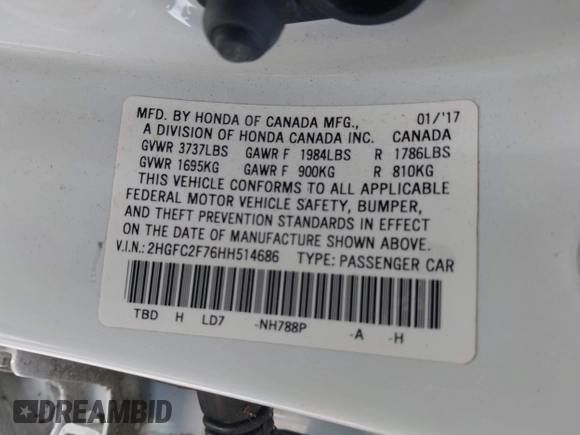 MFD. BY HONDA OF CANADA MFG., 01/'17
A DIVISION OF HONDA CANADA INC. CANADA
GVWR 3737LBS GAWR F 1984LBS R 1786LBS
GVWR 1695KG GAWR F 900KG R 810KG
THIS VEHICLE CONFORMS TO ALL APPLICABLE
FEDERAL MOTOR VEHICLE SAFETY, BUMPER,
AND THEFT PREVENTION STANDARDS IN EFFECT
ON THE DATE OF MANUFACTURE SHOWN ABOVE.
V.I.N.: 2HGFC2F76HH514686 TYPE: PASSENGER CAR
TBD H LD7 -NH788P -A -H
DREAMBID